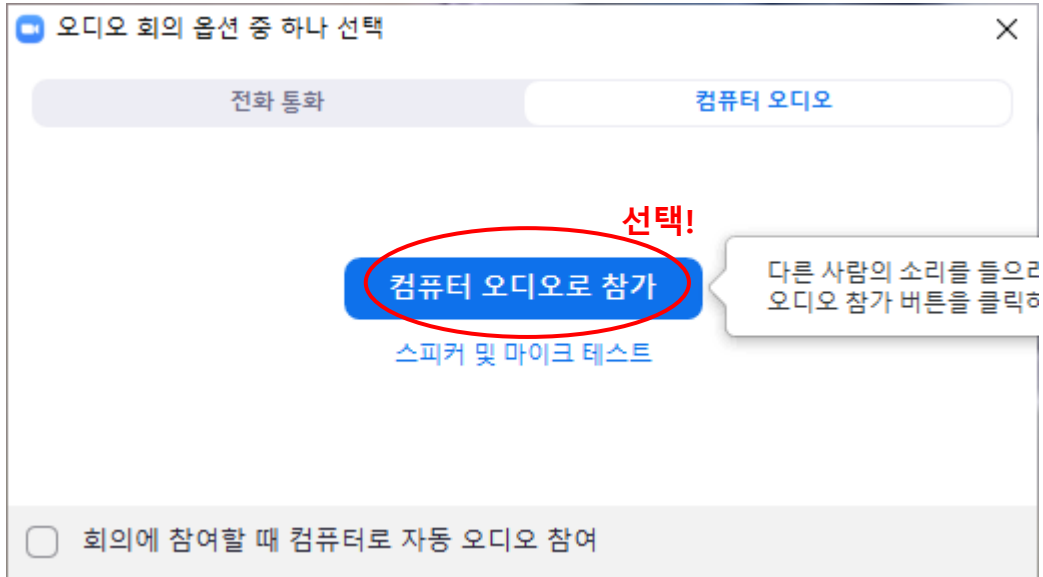 오디오 회의 옵션 중 하나 선택
전화 통화
컴퓨터 오디오
선택!
컴퓨터 오디오로 참가
다른 사람의 소리를 들으려
오디오 참가 버튼을 클릭하
스피커 및 마이크 테스트
회의에 참여할 때 컴퓨터로 자동 오디오 참여